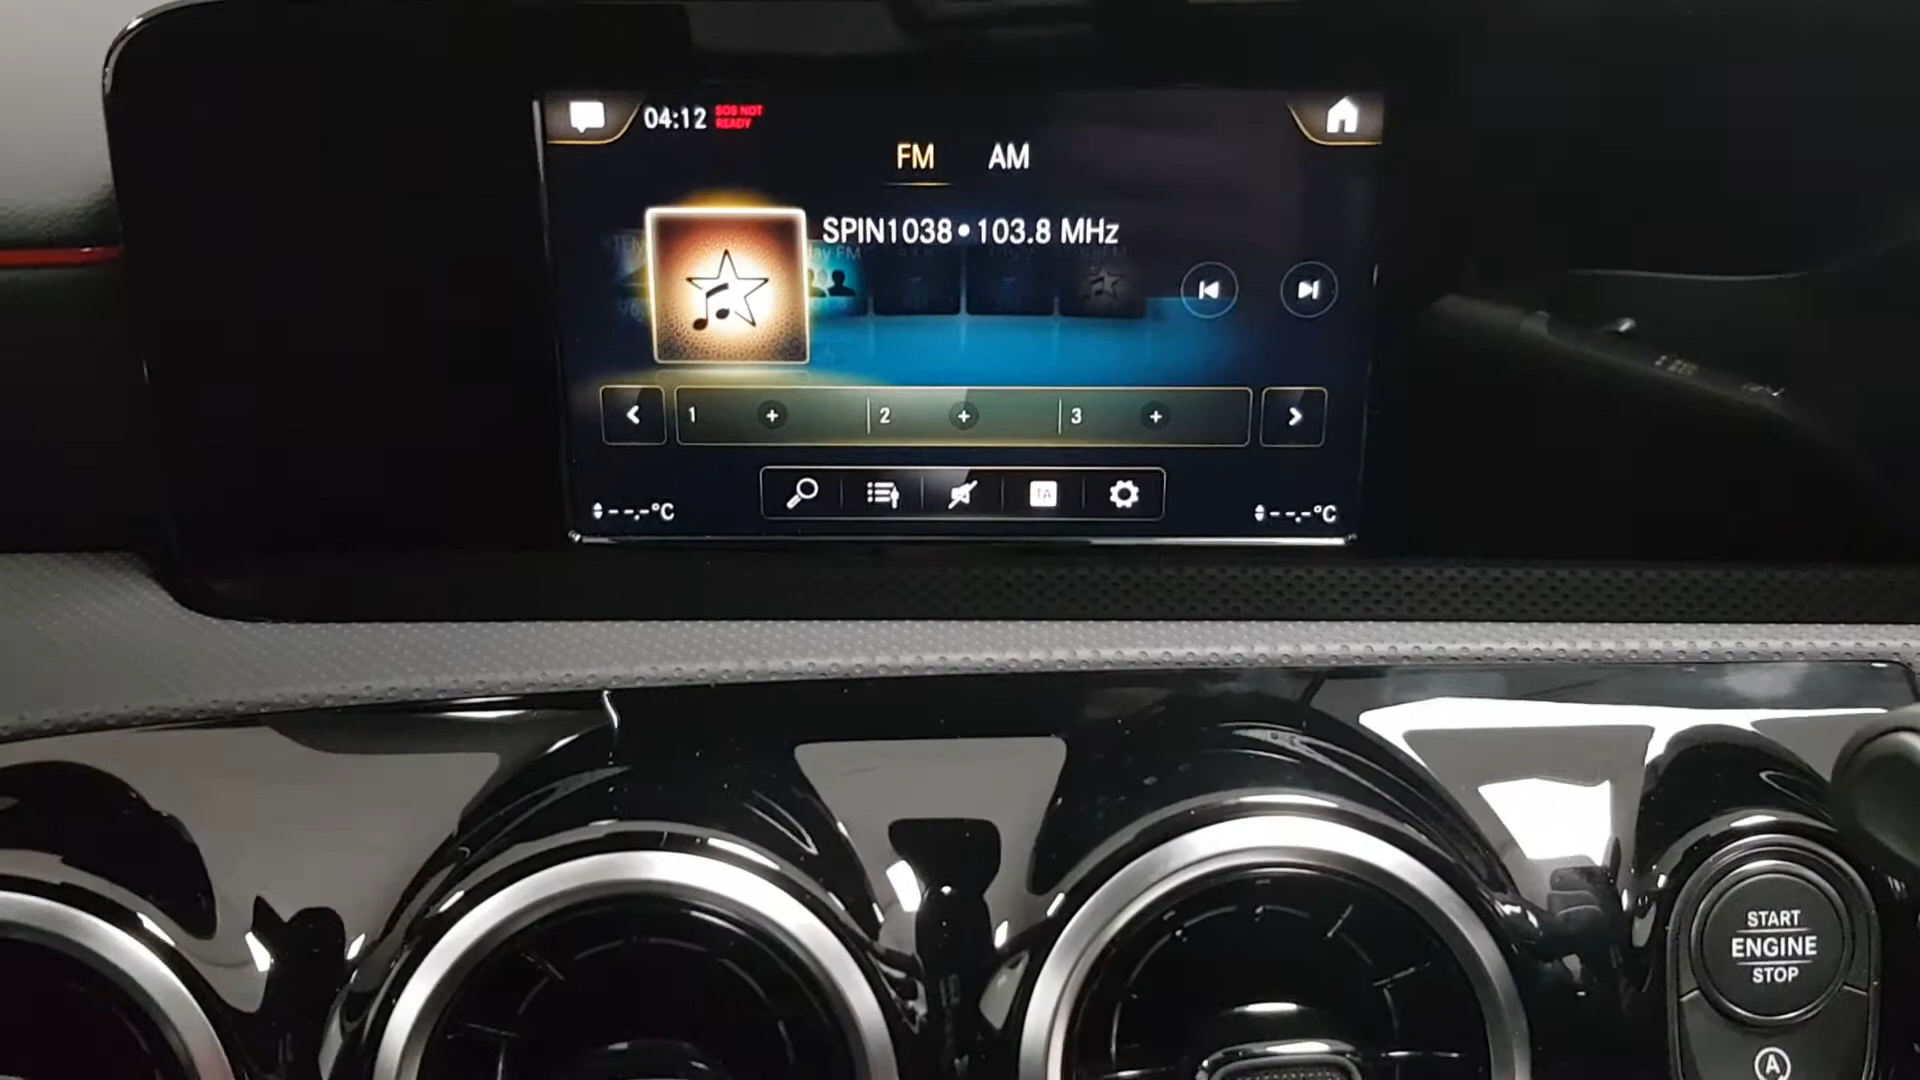 04:12
SOS NOT
READY
FM
AM
SPIN1038 • 103.8 MHz
1 + 2 + 3 +
TA
--.-°C
--.-°C
START
ENGINE
STOP
A